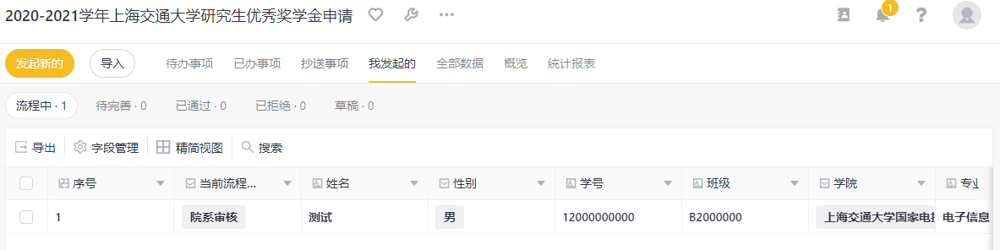 2020-2021学年上海交通大学研究生优秀奖学金申请
1
发起新的 导入 待办事项 已办事项 抄送事项 我发起的 全部数据 概览 统计报表
流程中 · 1 待完善 · 0 已通过 · 0 已拒绝 · 0 草稿 · 0
导出 字段管理 精简视图 搜索
序号 当前流程... 姓名 性别 学号 班级 学院 专业
1 院系审核 测试 男 12000000000 B2000000 上海交通大学国家电 电子信息